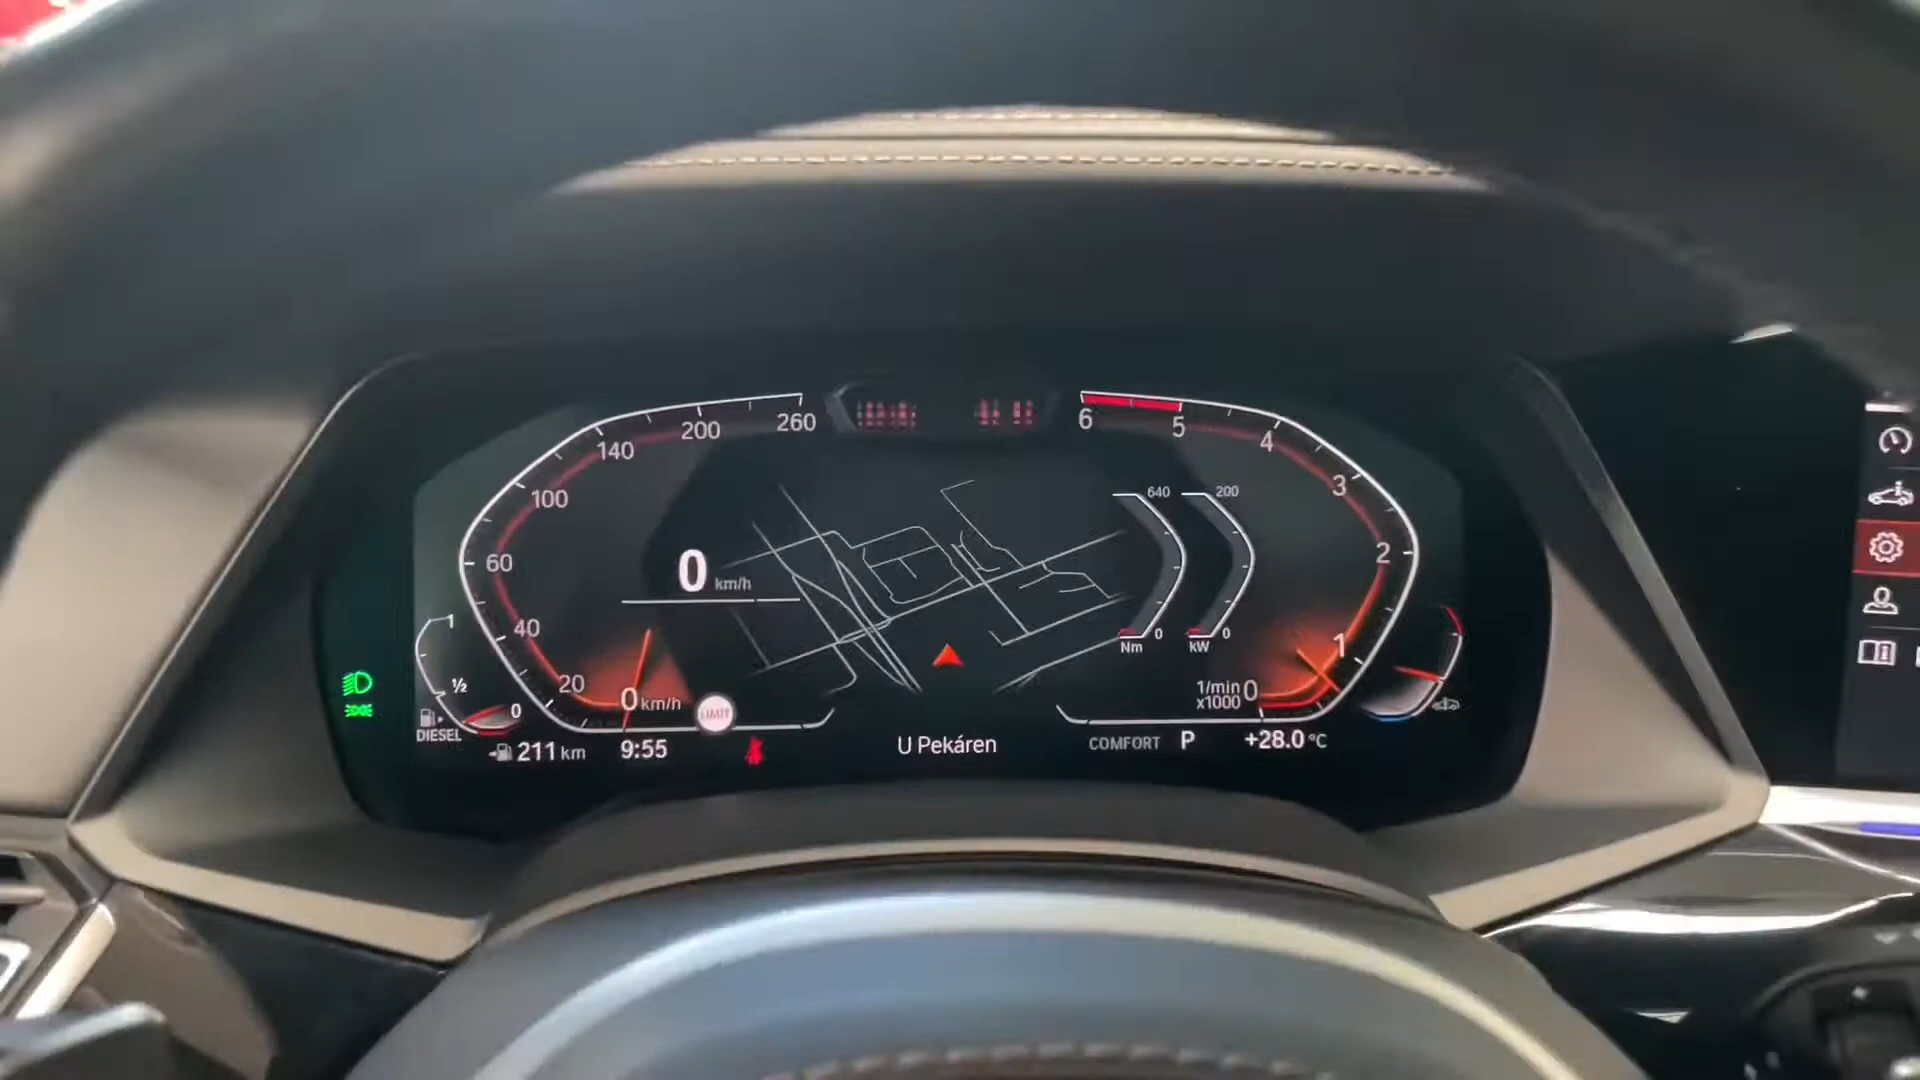 260
200
140
100
60
40
20
0 km/h
0 km/h
LIMIT
1
1/2
0
DIESEL
211 km
9:55
U Pekáren
640
200
0
0
Nm
kW
6
5
4
3
2
1
0
1/min
x1000
COMFORT P +28.0 °C